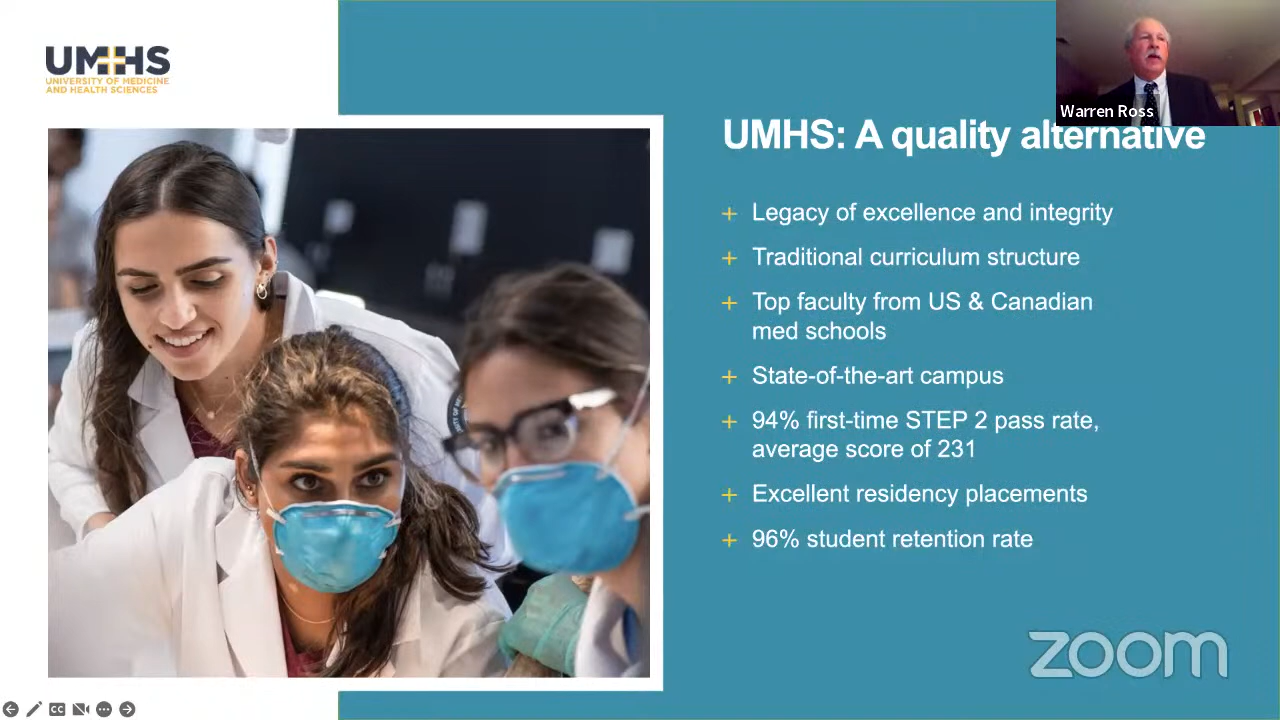 UMHS
UNIVERSITY OF MEDICINE
AND HEALTH SCIENCES
Warren Ross
UMHS: A quality alternative
+ Legacy of excellence and integrity
+ Traditional curriculum structure
+ Top faculty from US & Canadian
med schools
+ State-of-the-art campus
+ 94% first-time STEP 2 pass rate,
average score of 231
+ Excellent residency placements
+ 96% student retention rate
zoom
CC